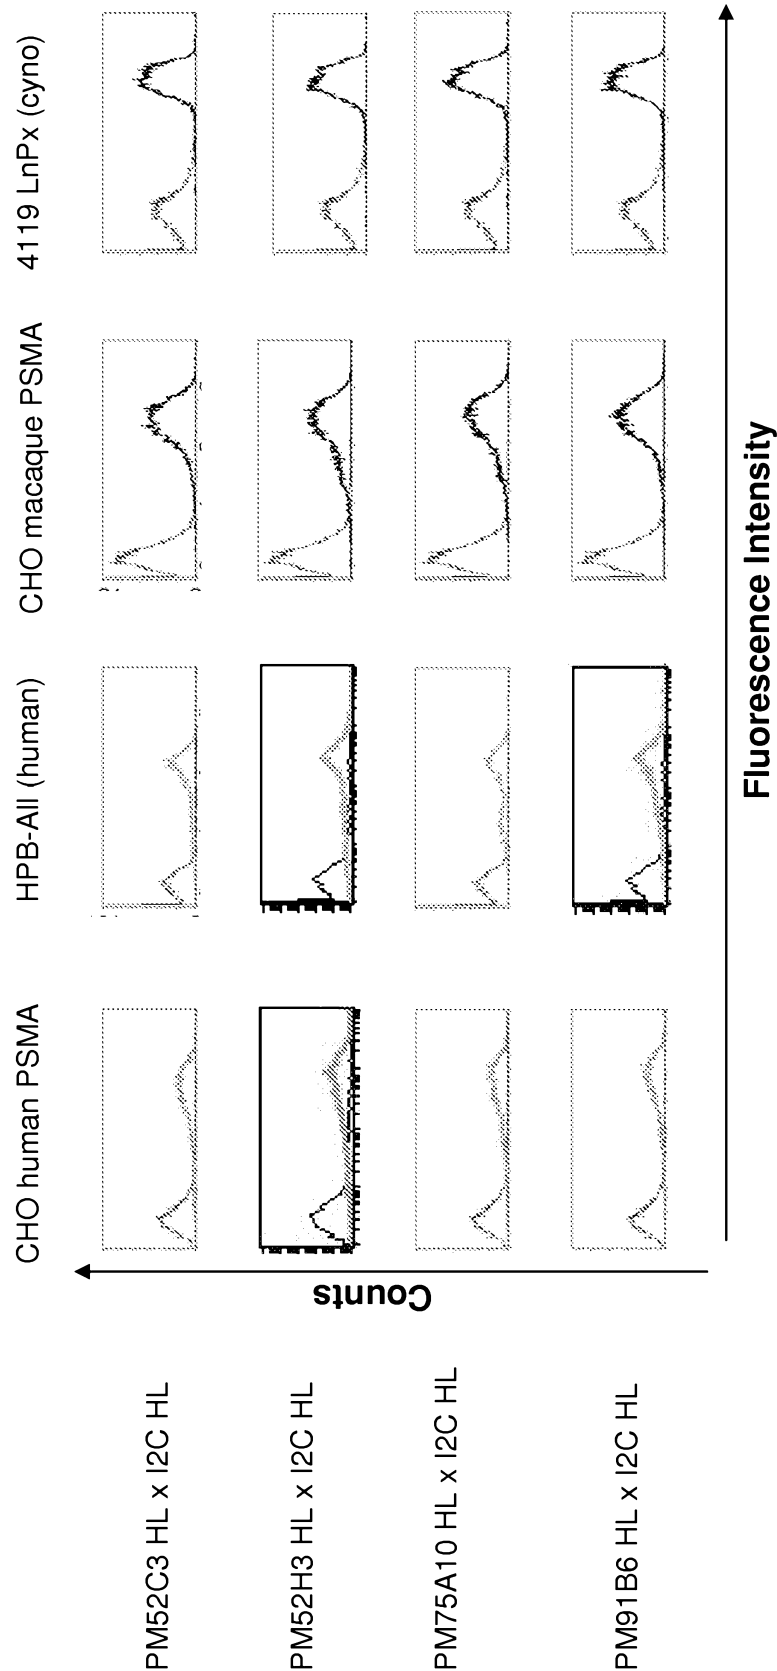 CHO human PSMA
HPB-All (human)
CHO macaque PSMA
4119 LnPx (cyno)
PM52C3 HL x I2C HL
PM52H3 HL x I2C HL
PM75A10 HL x I2C HL
PM91B6 HL x I2C HL
Counts
Fluorescence Intensity